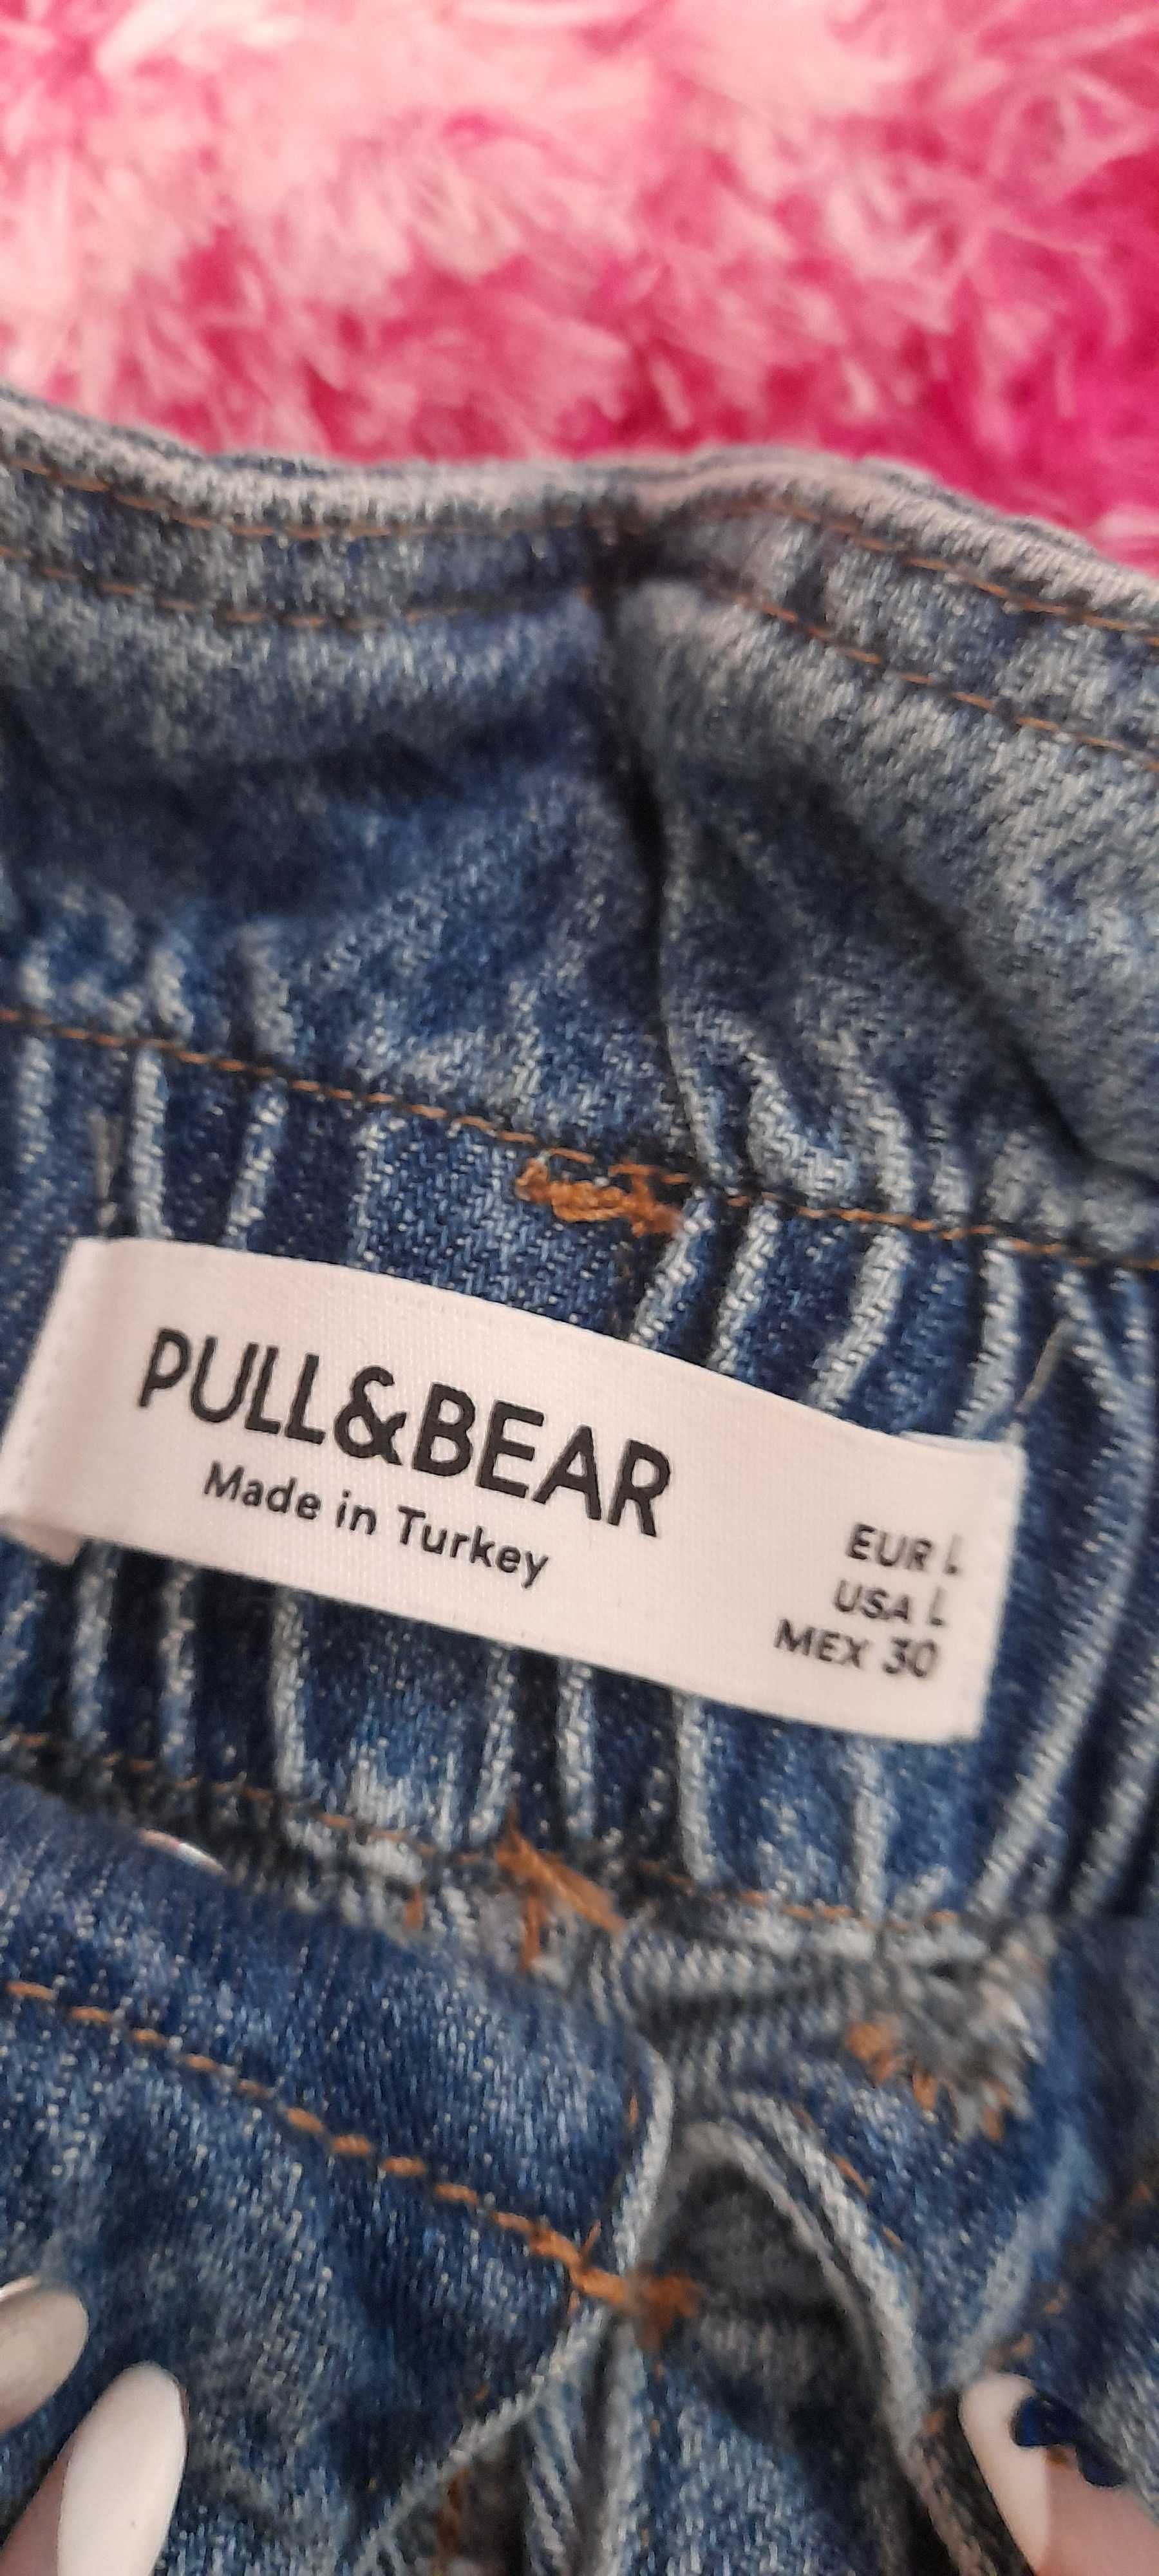 PULL&BEAR
Made in Turkey
EUR L
USA L
MEX 30